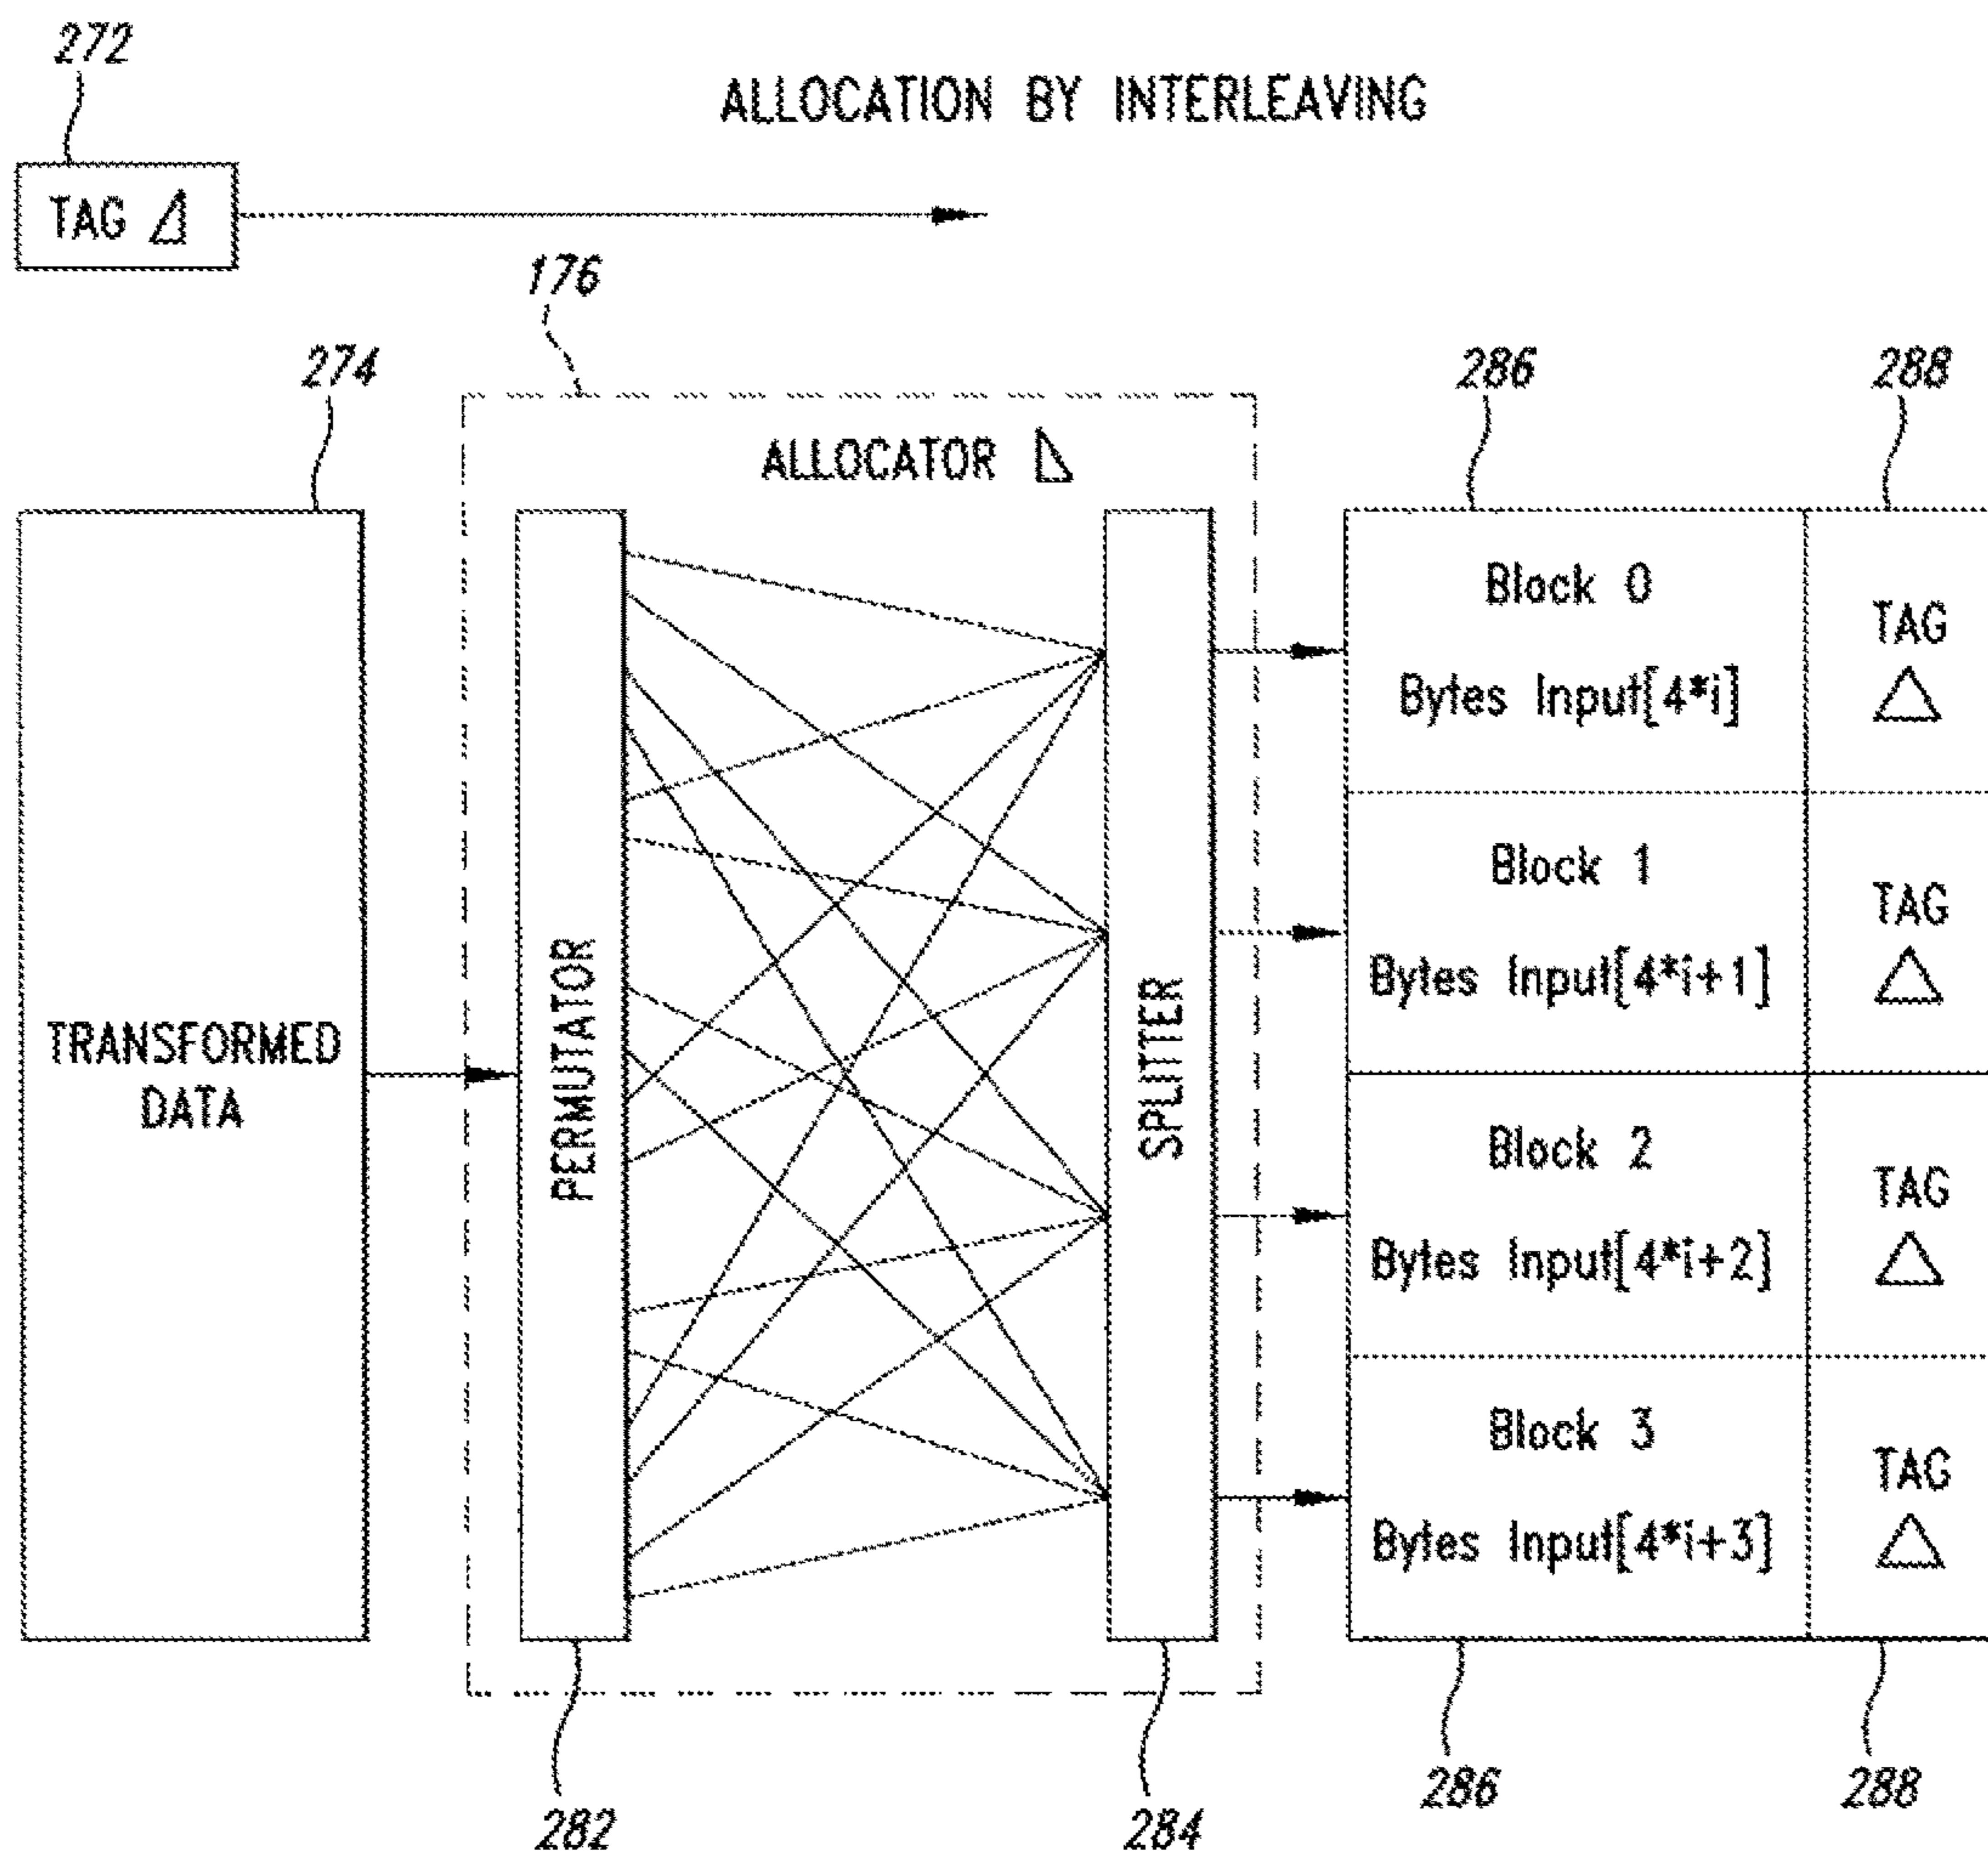 272
ALLOCATION BY INTERLEAVING
TAG
176
274
286
288
ALLOCATOR
TRANSFORMED
DATA
PERMUTATOR
SPLITTER
Block 0
Bytes Input[4*i]
TAG
Block 1
Bytes Input[4*i+1]
TAG
Block 2
Bytes Input[4*i+2]
TAG
Block 3
Bytes Input[4*i+3]
TAG
282
284
286
288